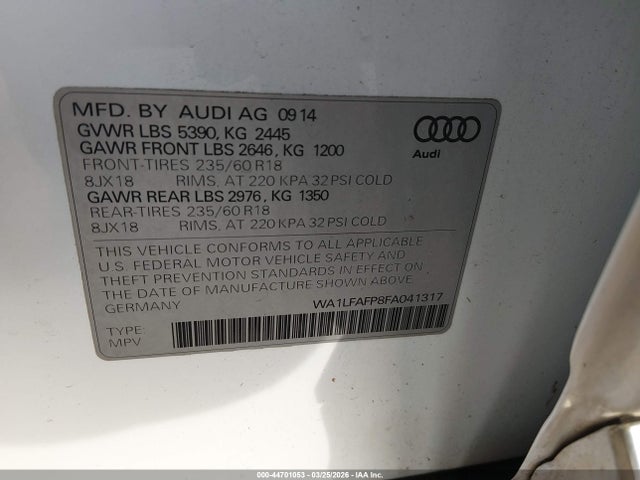 MFD. BY AUDI AG 09 14
GVWR LBS 5390, KG 2445
GAWR FRONT LBS 2646, KG 1200
FRONT-TIRES 235/60 R18
8JX18 RIMS, AT 220 KPA 32 PSI COLD
GAWR REAR LBS 2976, KG 1350
REAR-TIRES 235/60 R18
8JX18 RIMS, AT 220 KPA 32 PSI COLD
Audi
THIS VEHICLE CONFORMS TO ALL APPLICABLE
U.S. FEDERAL MOTOR VEHICLE SAFETY AND
THEFT PREVENTION STANDARDS IN EFFECT ON
THE DATE OF MANUFACTURE SHOWN ABOVE
GERMANY WA1LFAFP8FA041317
TYPE:
MPV
000-44701053 - 03/25/2026 - IAA Inc.